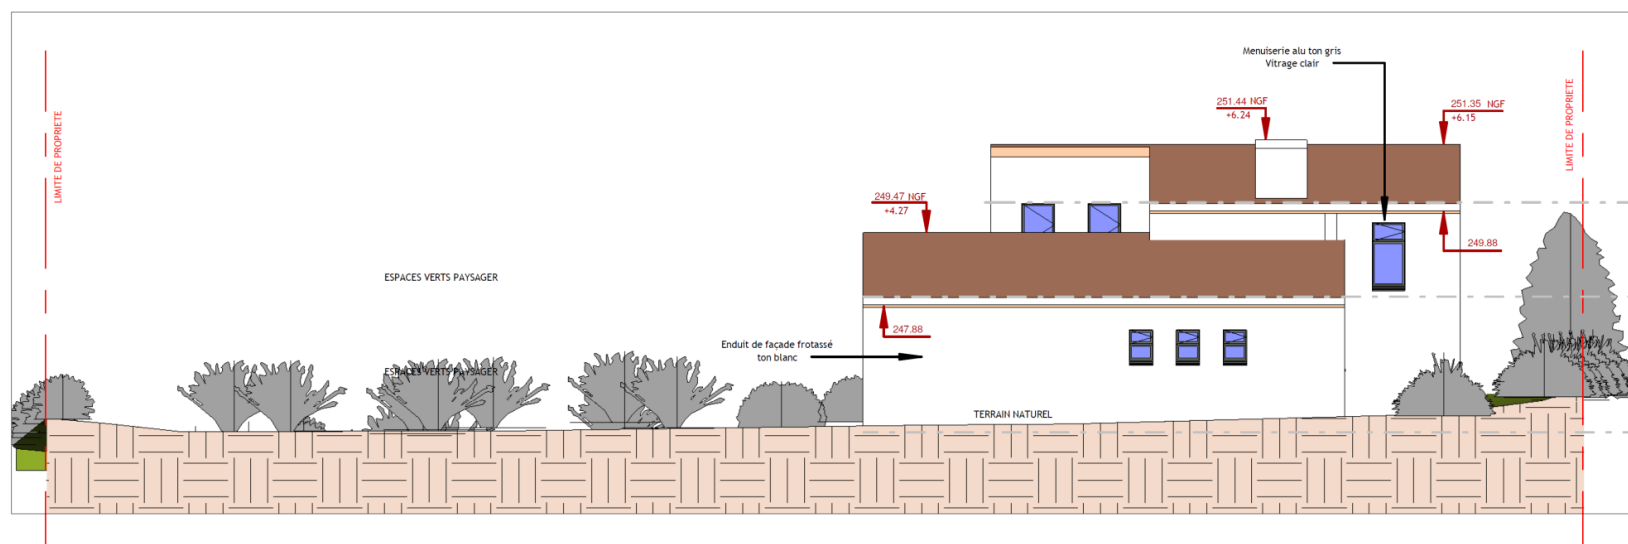 Menuiserie alu ton gris
Vitrage clair
LIMITE DE PROPRIETE
LIMITE DE PROPRIETE
251.44 NGF
+6.24
251.35 NGF
+6.15
249.47 NGF
+4.27
249.88
ESPACES VERTS PAYSAGER
247.88
Enduit de façade frotassé
ton blanc
ESPACES VERTS PAYSAGER
TERRAIN NATUREL